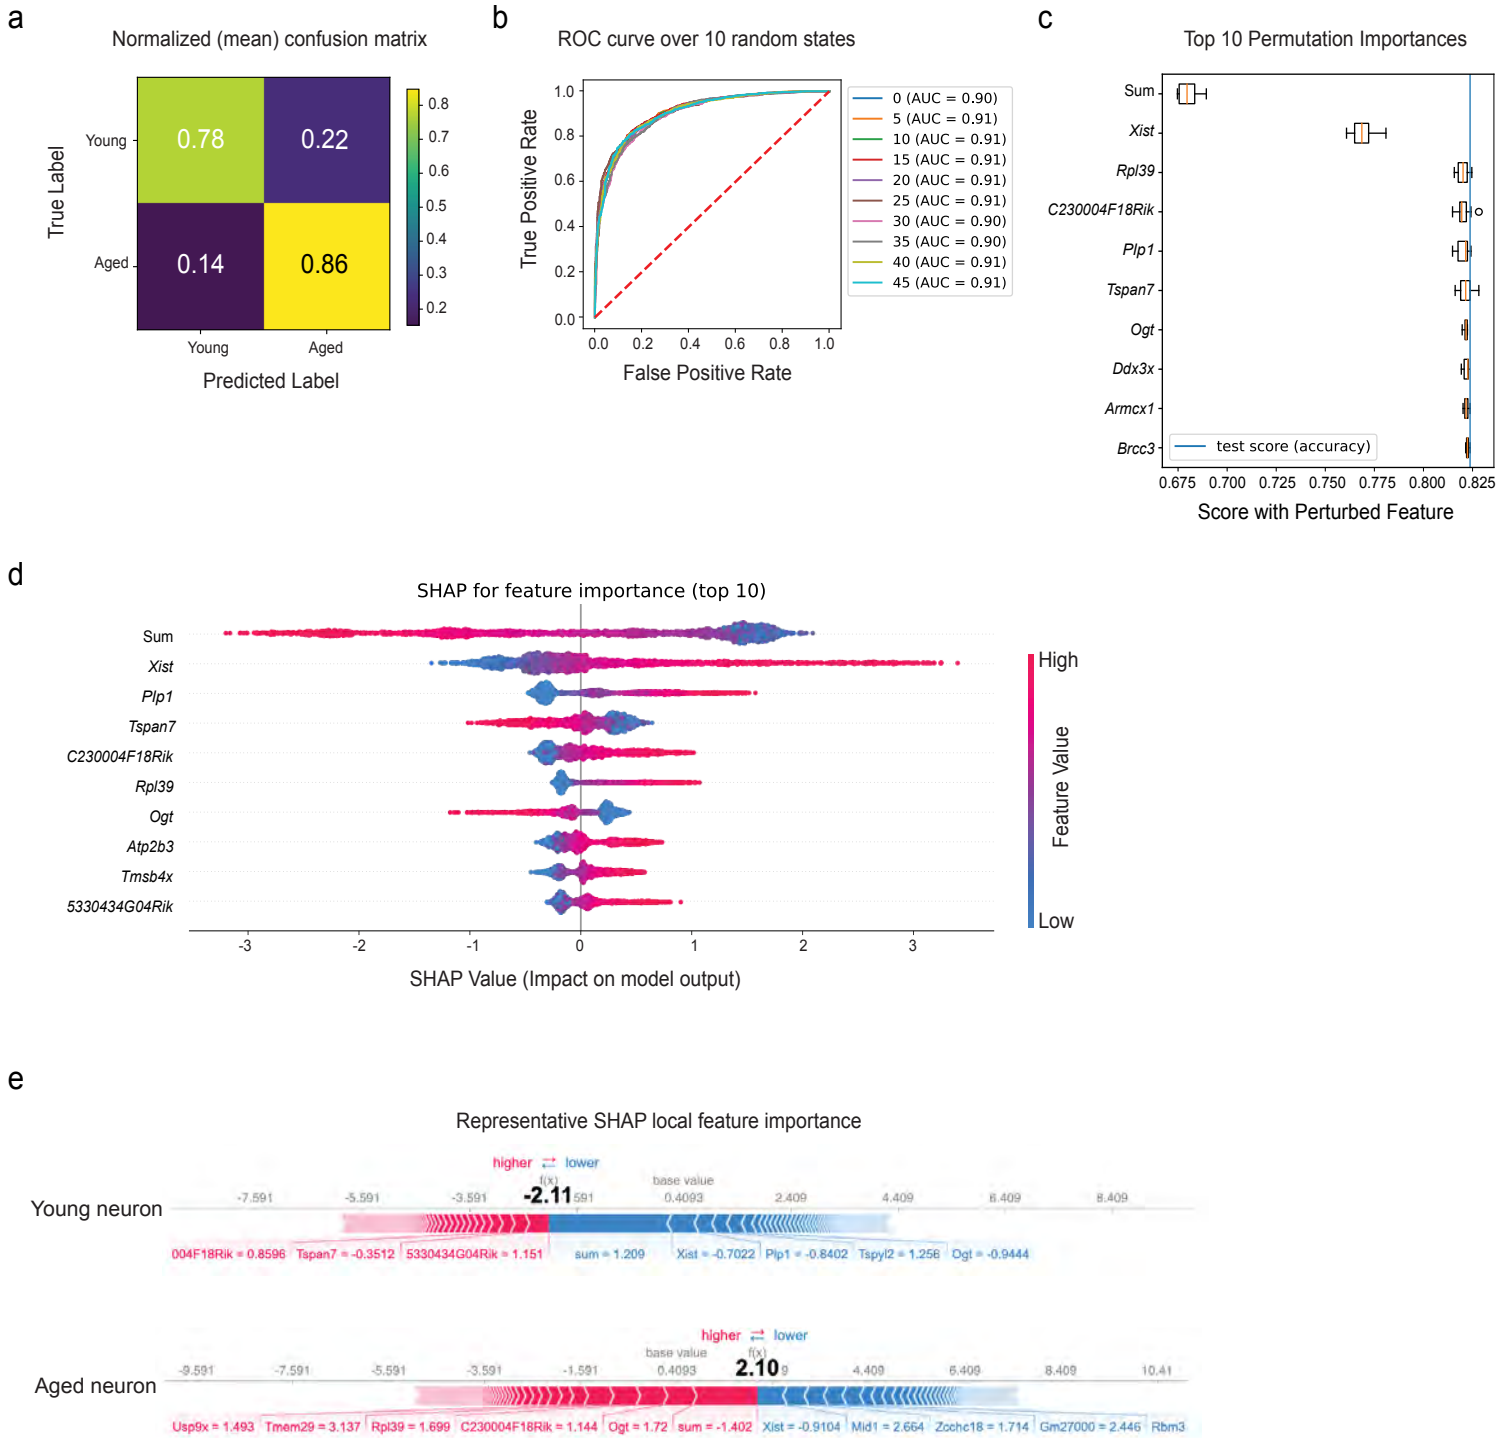 a
Normalized (mean) confusion matrix
True Label
Young
Aged
0.78
0.22
0.14
0.86
Young
Aged
Predicted Label
0.8
0.7
0.6
0.5
0.4
0.3
0.2
b
ROC curve over 10 random states
True Positive Rate
1.0
0.8
0.6
0.4
0.2
0.0
0.0
0.2
0.4
0.6
0.8
1.0
False Positive Rate
0 (AUC = 0.90)
5 (AUC = 0.91)
10 (AUC = 0.91)
15 (AUC = 0.91)
20 (AUC = 0.91)
25 (AUC = 0.91)
30 (AUC = 0.90)
35 (AUC = 0.90)
40 (AUC = 0.91)
45 (AUC = 0.91)
c
Top 10 Permutation Importances
Sum
Xist
Rpl39
C230004F18Rik
Plp1
Tspan7
Ogt
Ddx3x
Armcx1
Brcc3
test score (accuracy)
0.675 0.700 0.725 0.750 0.775 0.800 0.825
Score with Perturbed Feature
d
SHAP for feature importance (top 10)
Sum
Xist
Plp1
Tspan7
C230004F18Rik
Rpl39
Ogt
Atp2b3
Tmsb4x
5330434G04Rik
-3 -2 -1 0 1 2 3
SHAP Value (Impact on model output)
High
Feature Value
Low
e
Representative SHAP local feature importance
Young neuron
higher ⇄ lower
f(x) base value
-7.591 -5.591 -3.591 -2.11 591 0.4093 2.409 4.409 6.409 8.409
004F18Rik = 0.8596 Tspan7 = -0.3512 5330434G04Rik = 1.151 sum = 1.209 Xist = -0.7022 Plp1 = -0.8402 Tspyl2 = 1.256 Ogt = -0.9444
Aged neuron
higher ⇄ lower
base value f(x)
-9.591 -7.591 -5.591 -3.591 -1.591 0.4093 2.10 9 4.409 6.409 8.409 10.41
Usp9x = 1.493 Tmem29 = 3.137 Rpl39 = 1.699 C230004F18Rik = 1.144 Ogt = 1.72 sum = -1.402 Xist = -0.9104 Mid1 = 2.664 Zcchc18 = 1.714 Gm27000 = 2.446 Rbm3